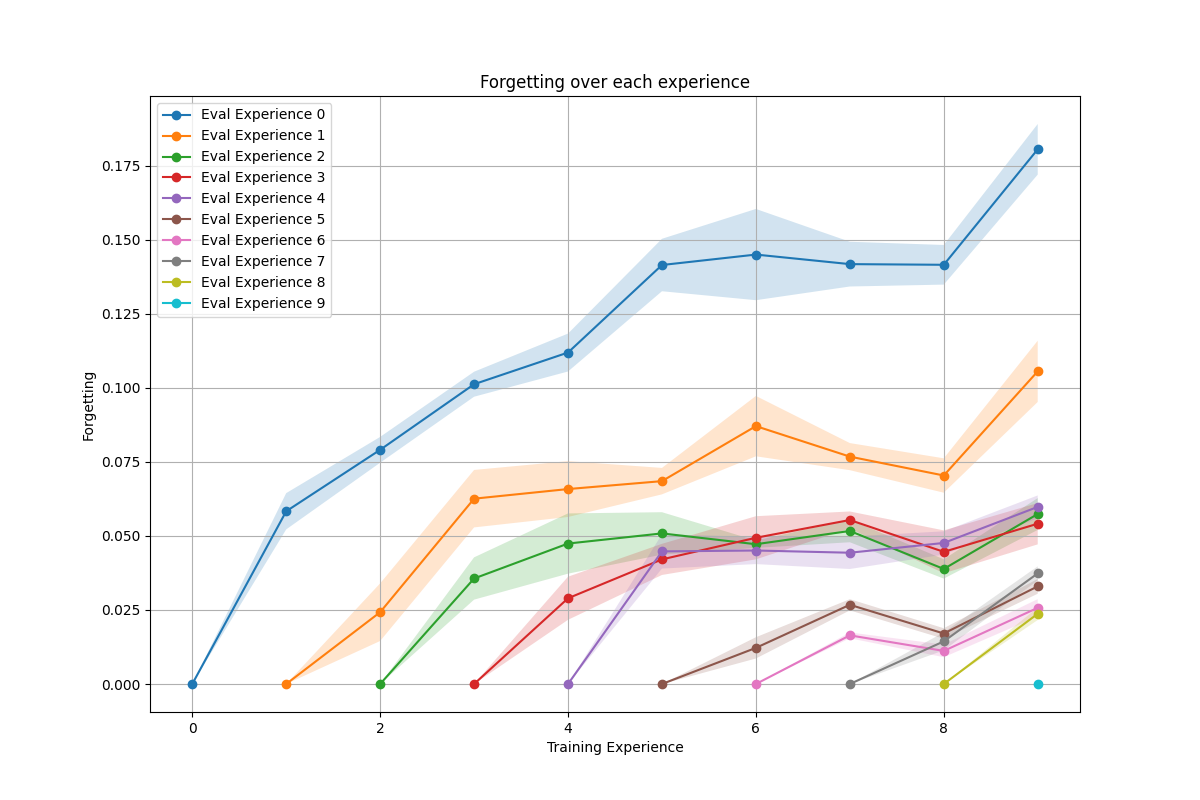 Forgetting over each experience
Eval Experience 0
Eval Experience 1
Eval Experience 2
Eval Experience 3
Eval Experience 4
Eval Experience 5
Eval Experience 6
Eval Experience 7
Eval Experience 8
Eval Experience 9
0.175
0.150
0.125
0.100
0.075
0.050
0.025
0.000
Forgetting
0 2 4 6 8
Training Experience